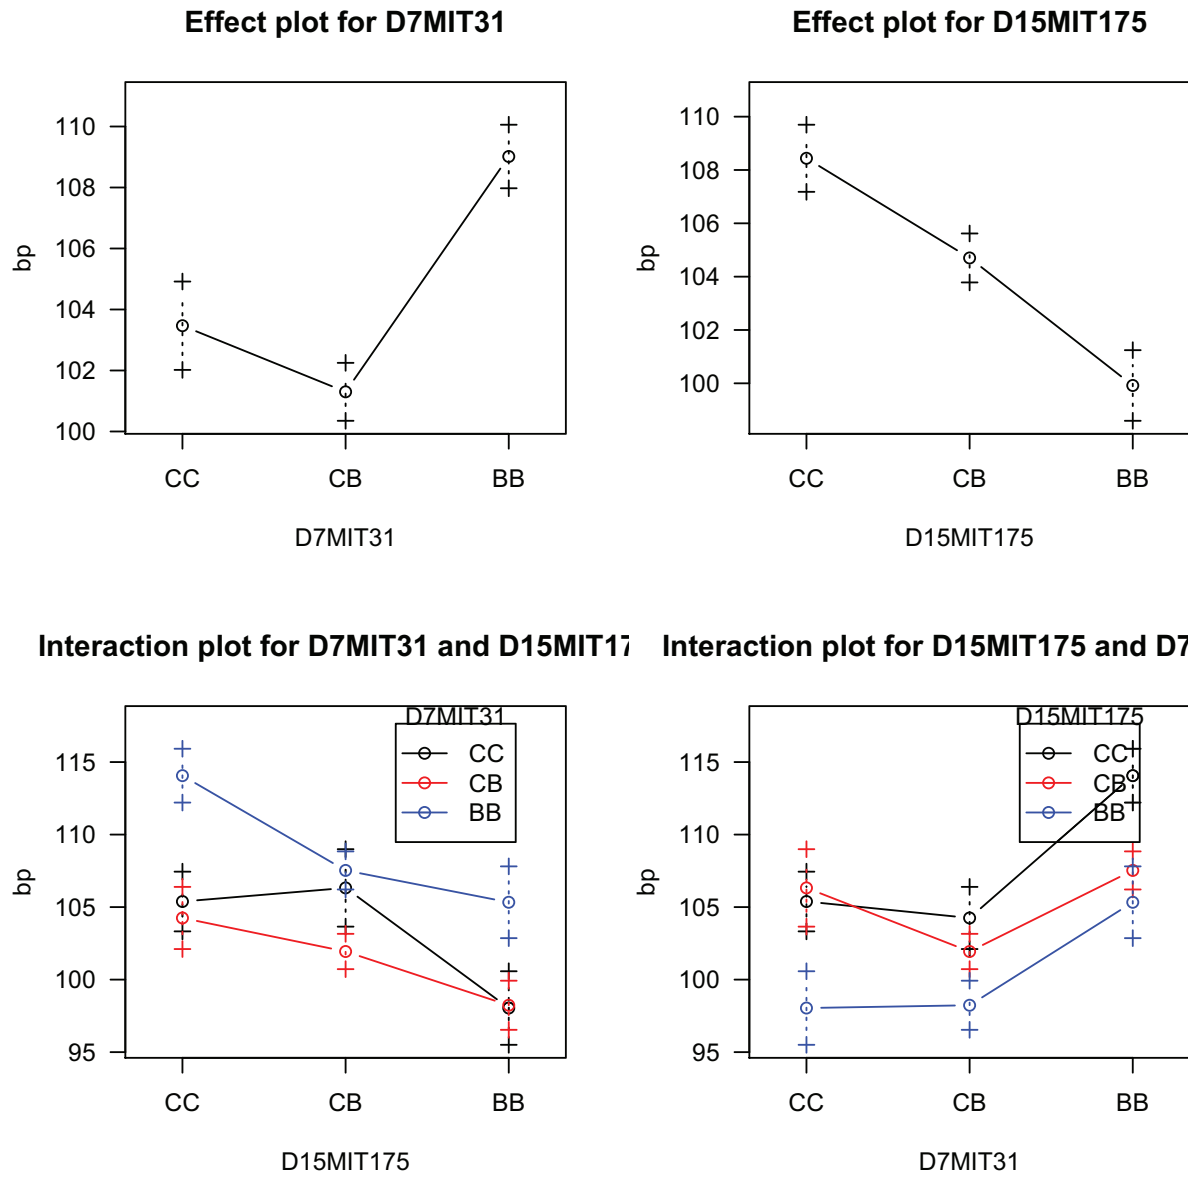 Effect plot for D7MIT31
110
108
106
104
102
100
bp
CC CB BB
D7MIT31
Effect plot for D15MIT175
110
108
106
104
102
100
bp
CC CB BB
D15MIT175
Interaction plot for D7MIT31 and D15MIT17
115
110
105
100
95
bp
D7MIT31
CC
CB
BB
CC CB BB
D15MIT175
Interaction plot for D15MIT175 and D7
115
110
105
100
95
bp
D15MIT175
CC
CB
BB
CC CB BB
D7MIT31